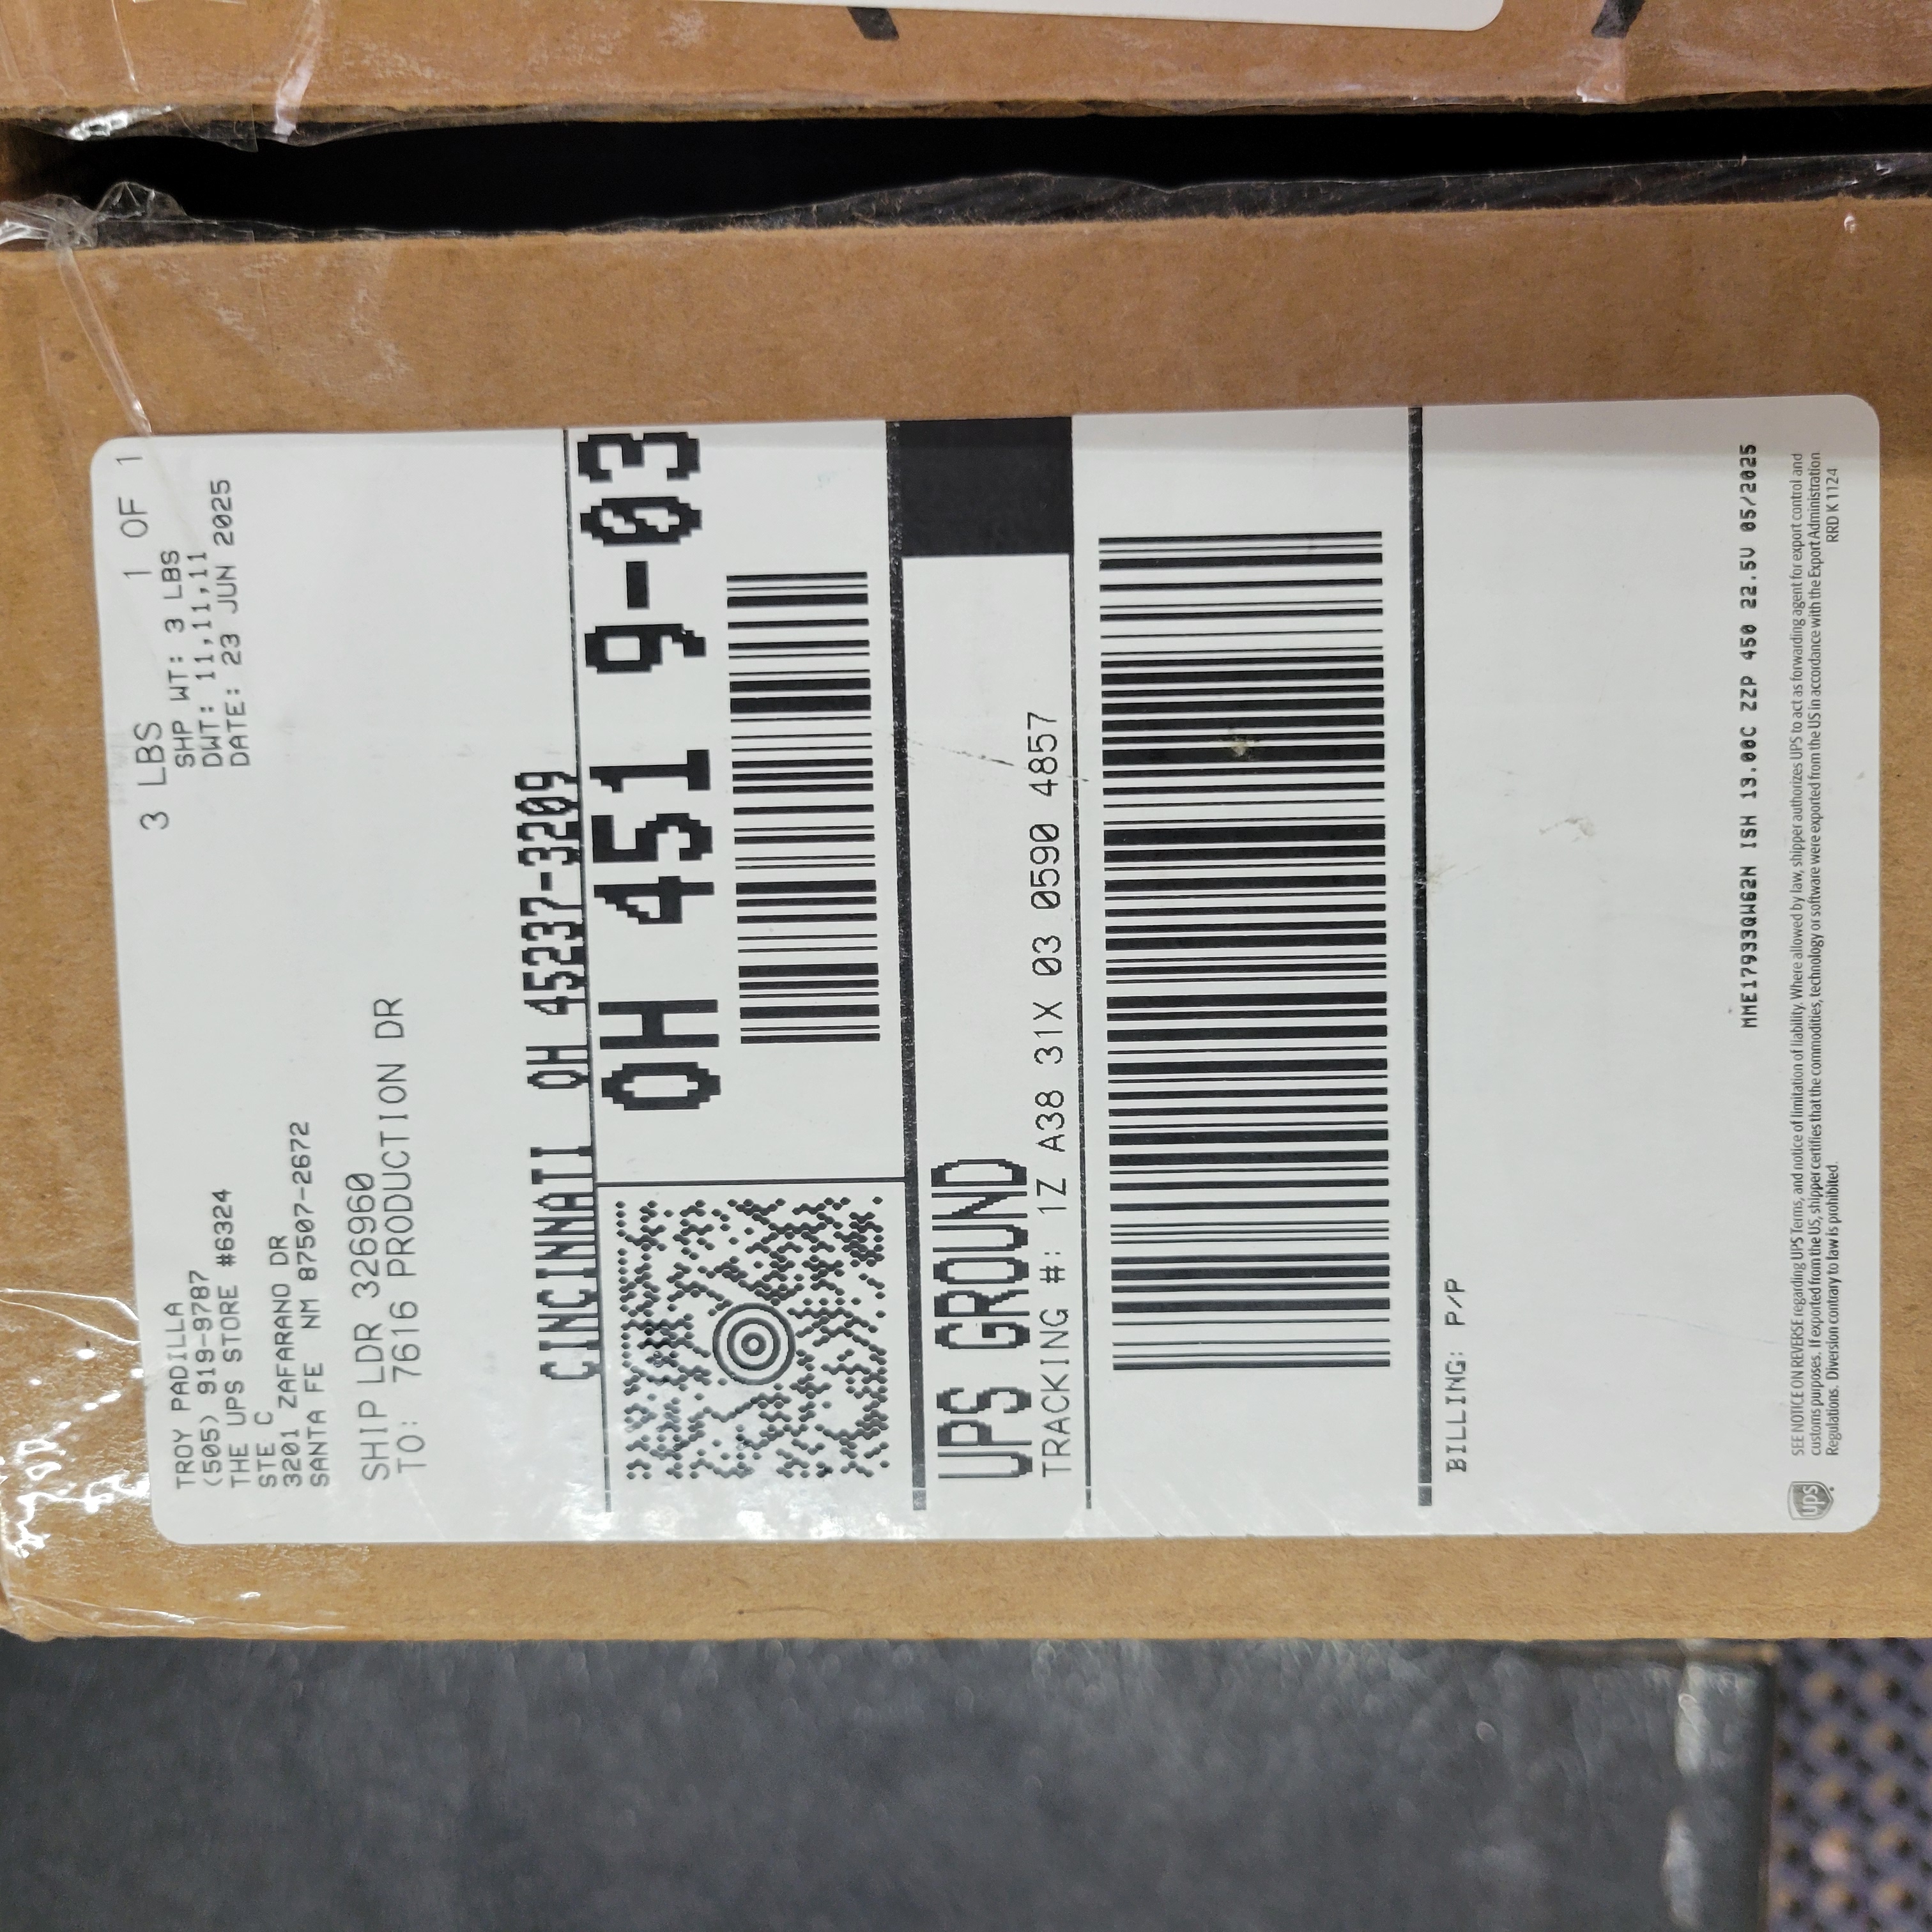 TROY PADILLA
(505) 919-9787
THE UPS STORE #6324
STE C
3201 ZAFARANO DR
SANTA FE NM 87507-2672
3 LBS 1 OF 1
SHP WT: 3 LBS
DWT: 11,11,11
DATE: 23 JUN 2025
SHIP LDR 326960
TO: 7616 PRODUCTION DR
CINCINNATI OH 45237-3209
OH 451 9-03
UPS GROUND
TRACKING #: 1Z A38 31X 03 0590 4857
BILLING: P/P
MME17933QW62N ISH 13.00C ZZP 450 22.5V 05/2025
SEE NOTICE ON REVERSE regarding UPS Terms, and notice of limitation of liability. Where allowed by law, shipper authorizes UPS to act as forwarding agent for export control and
customs purposes. If exported from the US, shipper certifies that the commodities, technology or software were exported from the US in accordance with the Export Administration
Regulations. Diversion contrary to law is prohibited.
RRD K 1124
ups